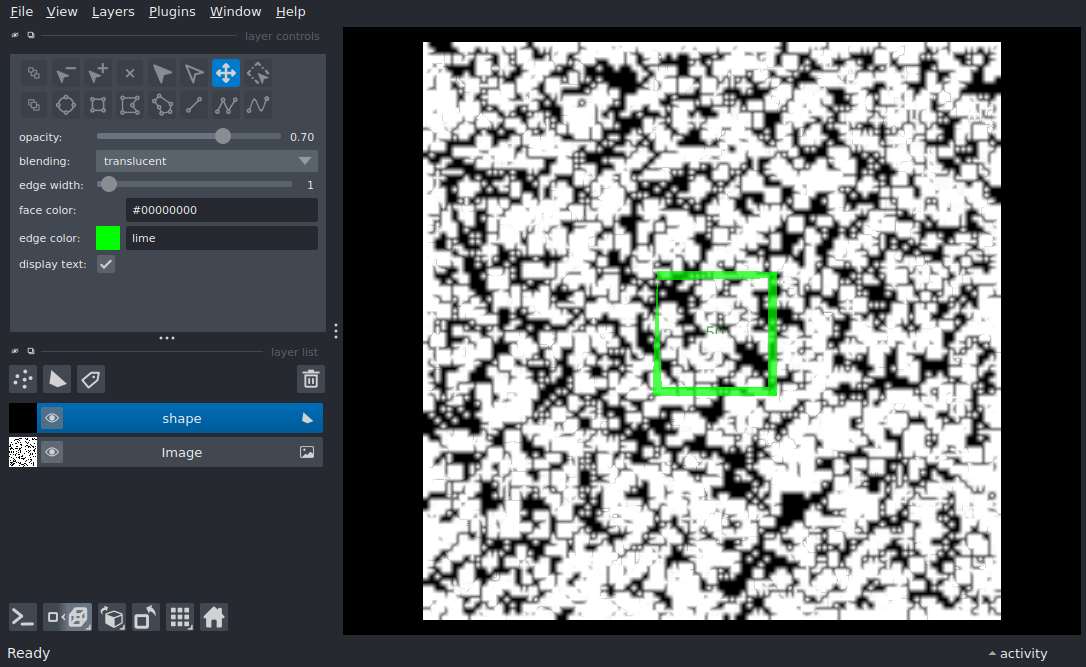 File View Layers Plugins Window Help
layer controls
opacity: 0.70
blending: translucent
edge width: 1
face color: #00000000
edge color: lime
display text:
layer list
shape
Image
Ready
activity